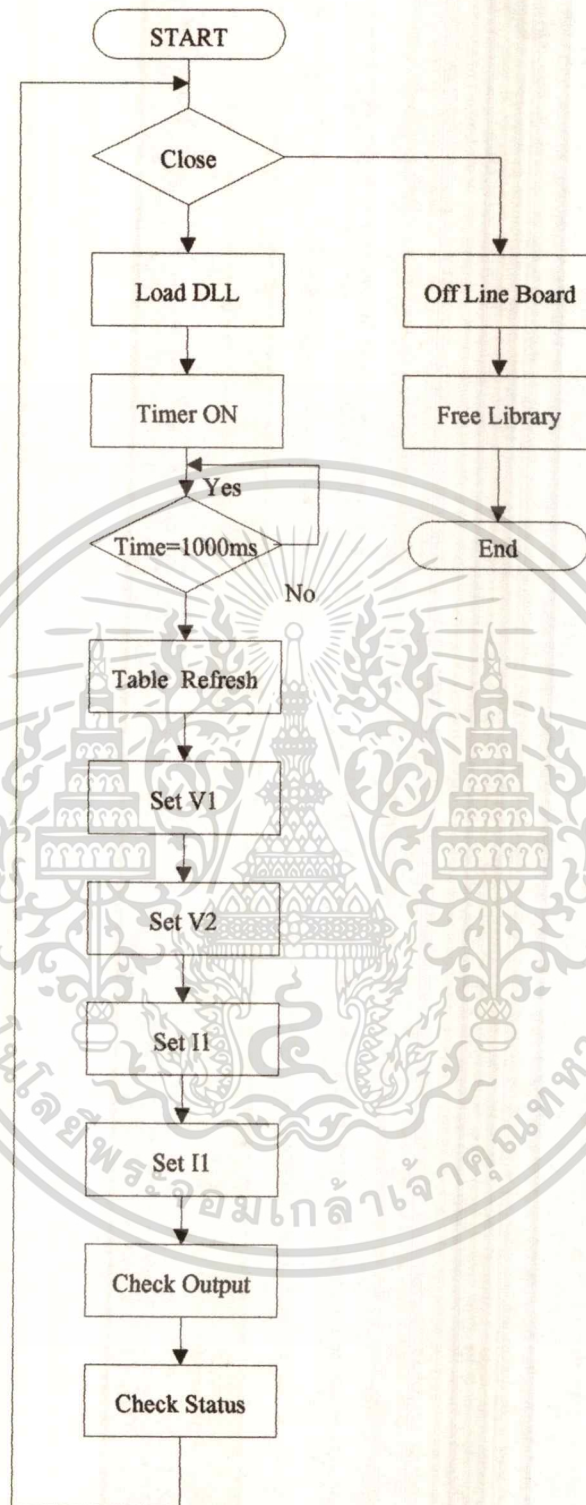 START
Close
Load DLL
Off Line Board
Timer ON
Free Library
Yes
Time=1000ms
End
No
Table Refresh
Set V1
Set V2
Set I1
Set I1
Check Output
Check Status